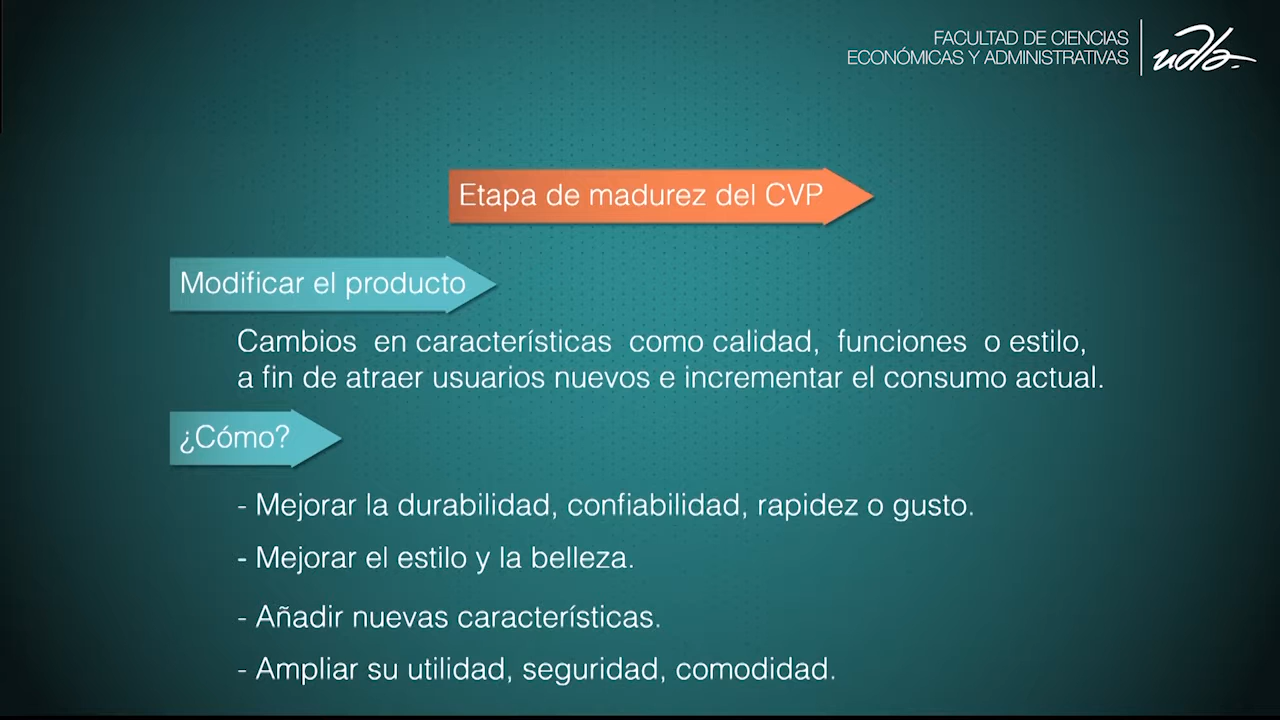 FACULTAD DE CIENCIAS
ECONÓMICAS Y ADMINISTRATIVAS
udla
Etapa de madurez del CVP
Modificar el producto
Cambios en características como calidad, funciones o estilo,
a fin de atraer usuarios nuevos e incrementar el consumo actual.
¿Cómo?
- Mejorar la durabilidad, confiabilidad, rapidez o gusto.
- Mejorar el estilo y la belleza.
- Añadir nuevas características.
- Ampliar su utilidad, seguridad, comodidad.